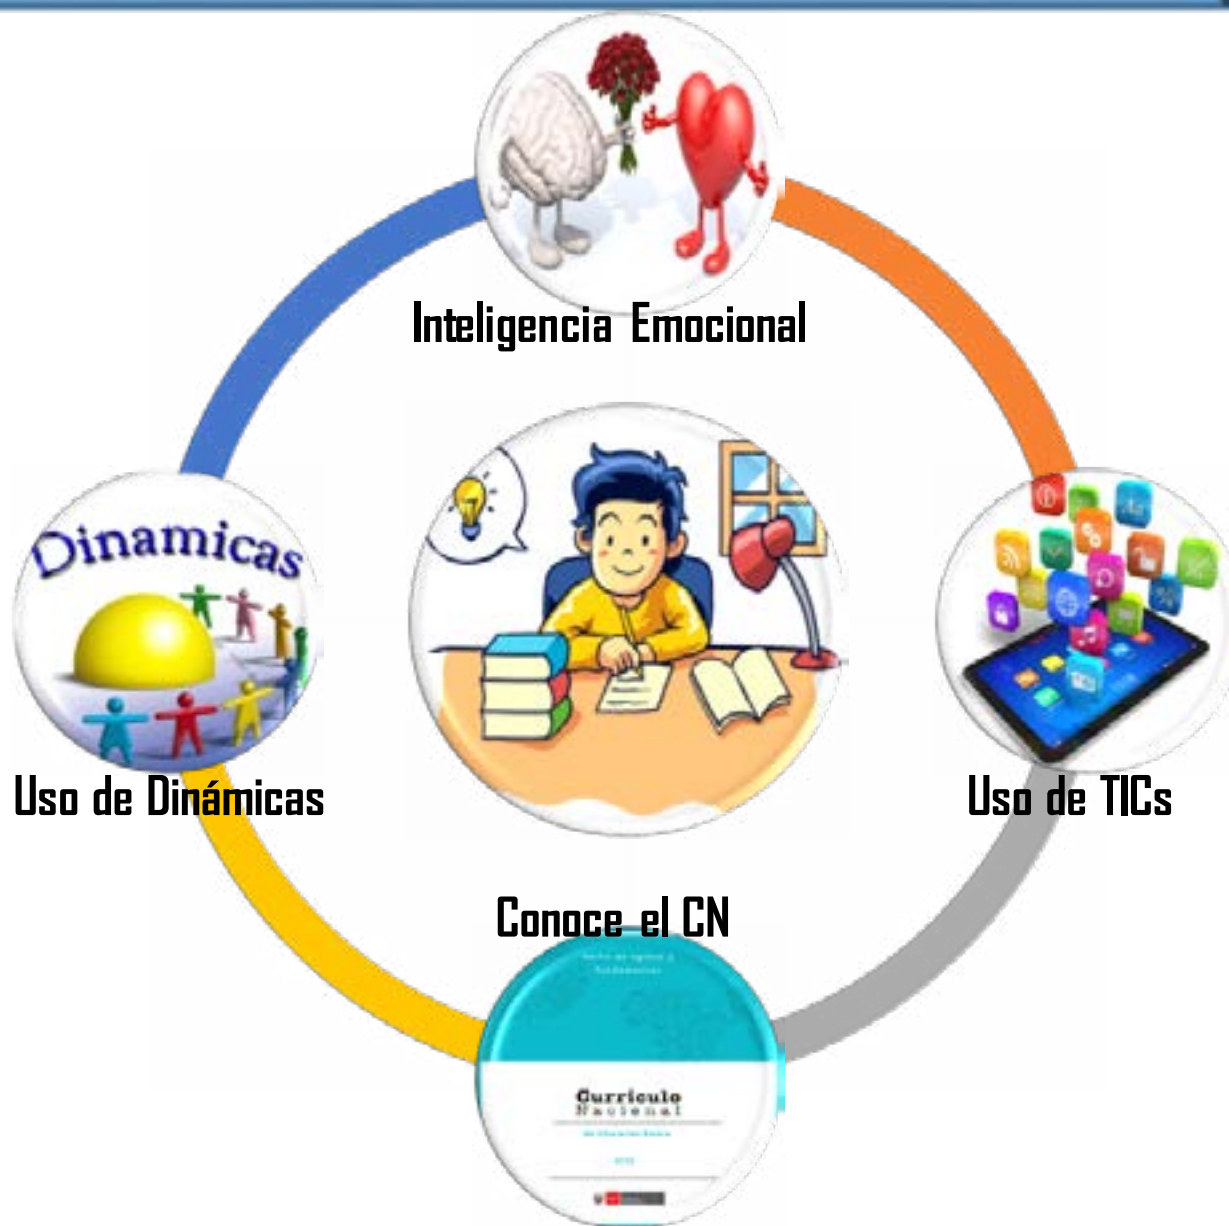 Inteligencia Emocional
Dinamicas
Uso de Dinámicas
Uso de TICs
Conoce el CN
Currículo
Nacional